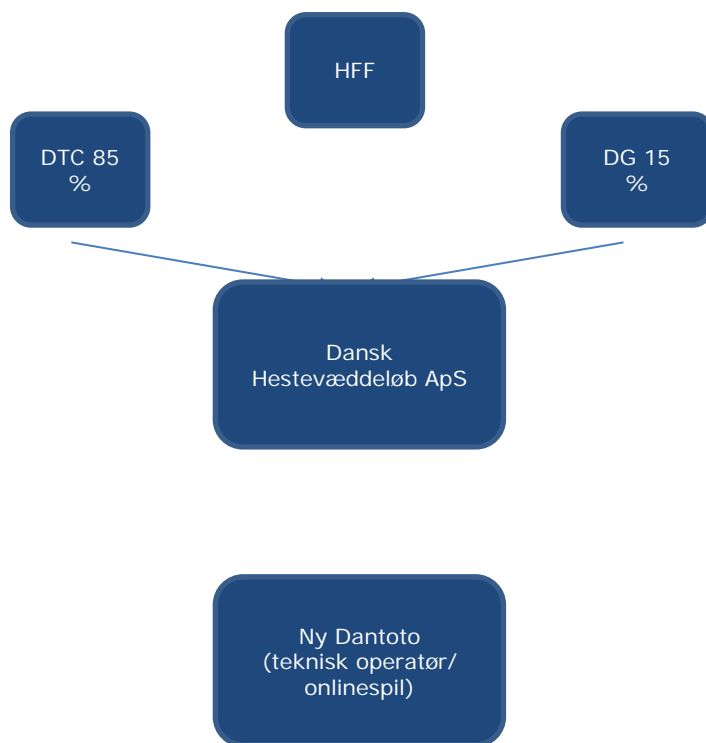 HFF
DTC 85
%
DG 15
%
Dansk
Hestevæddeløb ApS
Ny Dantoto
(teknisk operatør/
onlinespil)